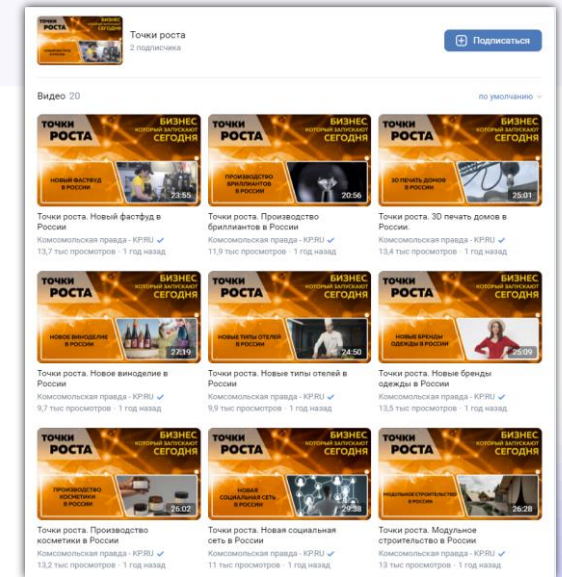 ТОЧКИ
РОСТА
Точки роста
2 подписчика
Подписаться
Видео 20
по умолчанию
ТОЧКИ
РОСТА
БИЗНЕС
КОТОРЫЙ ЗАПУСКАЮТ
СЕГОДНЯ
НОВЫЙ ФАСТФУД
В РОССИИ
23:55
ТОЧКИ
РОСТА
БИЗНЕС
КОТОРЫЙ ЗАПУСКАЮТ
СЕГОДНЯ
ПРОИЗВОДСТВО
БРИЛЛИАНТОВ
В РОССИИ
20:56
ТОЧКИ
РОСТА
БИЗНЕС
КОТОРЫЙ ЗАПУСКАЮТ
СЕГОДНЯ
3D ПЕЧАТЬ ДОМОВ
В РОССИИ
25:01
Точки роста. Новый фастфуд в
России
Комсомольская правда - KP.RU
13,7 тыс просмотров · 1 год назад
Точки роста. Производство
бриллиантов в России
Комсомольская правда - KP.RU
11,9 тыс просмотров · 1 год назад
Точки роста. 3D печать домов в
России.
Комсомольская правда - KP.RU
13,4 тыс просмотров · 1 год назад
ТОЧКИ
РОСТА
БИЗНЕС
КОТОРЫЙ ЗАПУСКАЮТ
СЕГОДНЯ
НОВОЕ ВИНОДЕЛИЕ
В РОССИИ
27:19
ТОЧКИ
РОСТА
БИЗНЕС
КОТОРЫЙ ЗАПУСКАЮТ
СЕГОДНЯ
НОВЫЕ ТИПЫ ОТЕЛЕЙ
В РОССИИ
24:50
ТОЧКИ
РОСТА
БИЗНЕС
КОТОРЫЙ ЗАПУСКАЮТ
СЕГОДНЯ
НОВЫЕ БРЕНДЫ
ОДЕЖДЫ В РОССИИ
25:09
Точки роста. Новое виноделие в
России
Комсомольская правда - KP.RU
9,7 тыс просмотров · 1 год назад
Точки роста. Новые типы отелей в
России
Комсомольская правда - KP.RU
9,9 тыс просмотров · 1 год назад
Точки роста. Новые бренды
одежды в России
Комсомольская правда - KP.RU
13,5 тыс просмотров · 1 год назад
ТОЧКИ
РОСТА
БИЗНЕС
КОТОРЫЙ ЗАПУСКАЮТ
СЕГОДНЯ
ПРОИЗВОДСТВО
КОСМЕТИКИ
В РОССИИ
26:02
ТОЧКИ
РОСТА
БИЗНЕС
КОТОРЫЙ ЗАПУСКАЮТ
СЕГОДНЯ
НОВАЯ
СОЦИАЛЬНАЯ СЕТЬ
В РОССИИ
29:38
ТОЧКИ
РОСТА
БИЗНЕС
КОТОРЫЙ ЗАПУСКАЮТ
СЕГОДНЯ
МОДУЛЬНОЕ СТРОИТЕЛЬСТВО
В РОССИИ
26:28
Точки роста. Производство
косметики в России
Комсомольская правда - KP.RU
13,2 тыс просмотров · 1 год назад
Точки роста. Новая социальная
сеть в России
Комсомольская правда - KP.RU
11 тыс просмотров · 1 год назад
Точки роста. Модульное
строительство в России
Комсомольская правда - KP.RU
13 тыс просмотров · 1 год назад